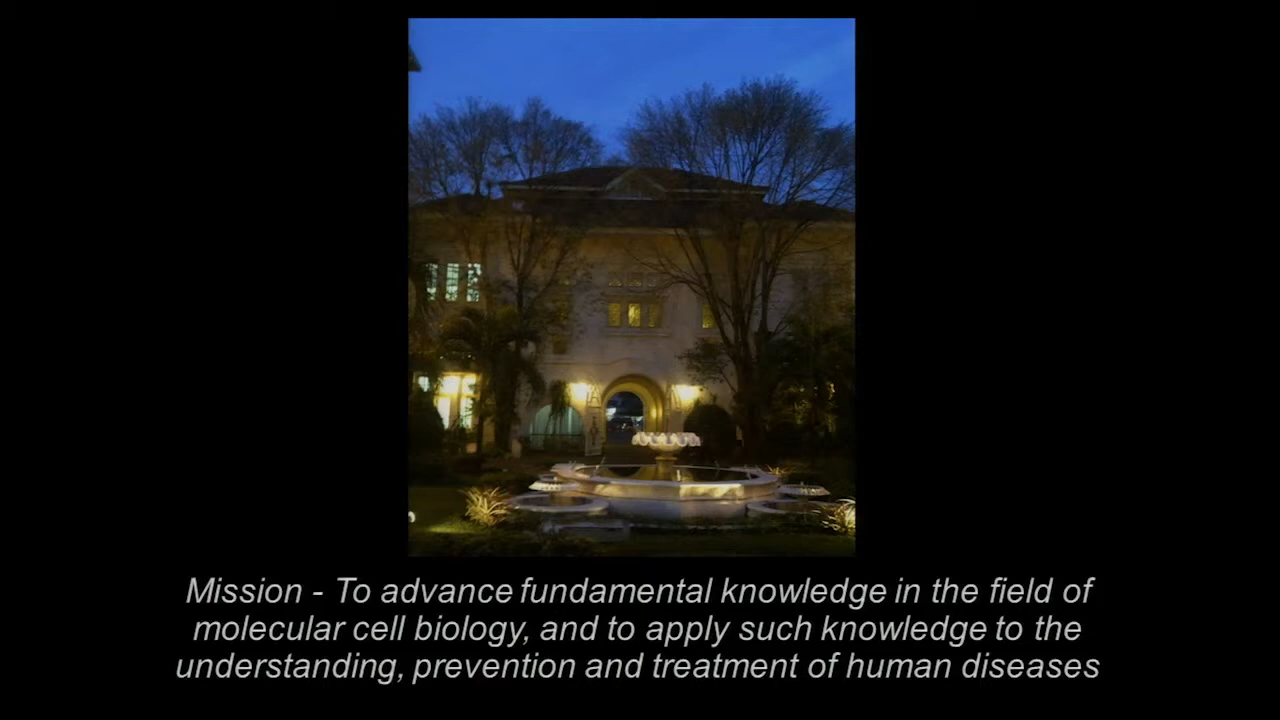 Mission - To advance fundamental knowledge in the field of
molecular cell biology, and to apply such knowledge to the
understanding, prevention and treatment of human diseases